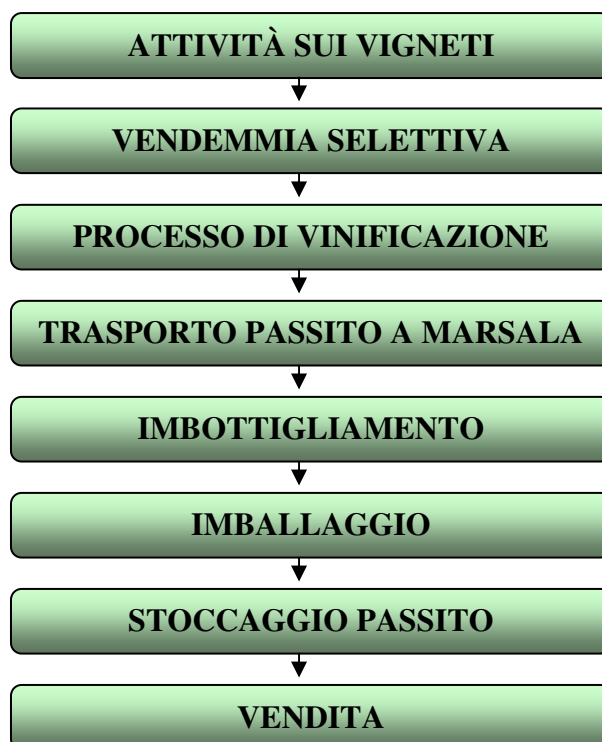 ATTIVITÀ SUI VIGNETI
VENDEMMIA SELETTIVA
PROCESSO DI VINIFICAZIONE
TRASPORTO PASSITO A MARSALA
IMBOTTIGLIAMENTO
IMBALLAGGIO
STOCCAGGIO PASSITO
VENDITA